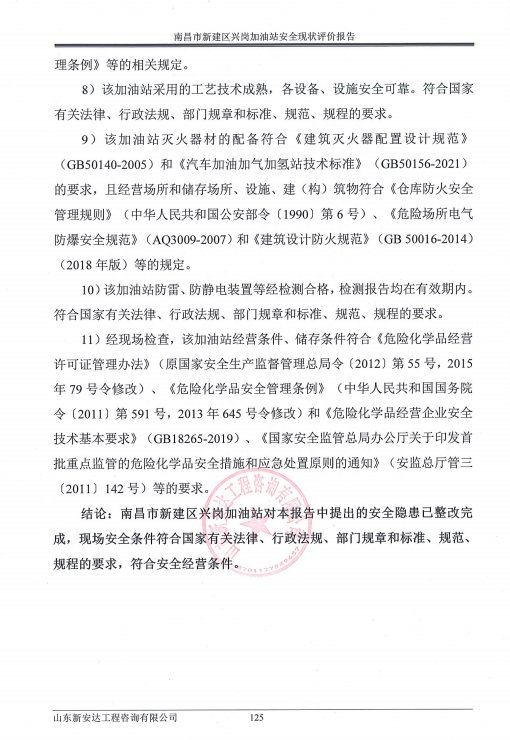 南昌市新建区兴岗加油站安全现状评价报告
理条例》等的相关规定。
8）该加油站采用的工艺技术成熟，各设备、设施安全可靠。符合国家
有关法律、行政法规、部门规章和标准、规范、规程的要求。
9）该加油站灭火器材的配备符合《建筑灭火器配置设计规范》
（GB50140-2005）和《汽车加油加气加氢站技术标准》（GB50156-2021）
的要求，且经营场所和储存场所、设施、建（构）筑物符合《仓库防火安全
管理规则》（中华人民共和国公安部令〔1990〕第 6 号）、《危险场所电气
防爆安全规范》（AQ3009-2007）和《建筑设计防火规范》（GB 50016-2014）
（2018 年版）等的规定。
10）该加油站防雷、防静电装置等经检测合格，检测报告均在有效期内。
符合国家有关法律、行政法规、部门规章和标准、规范、规程的要求。
11）经现场检查，该加油站经营条件、储存条件符合《危险化学品经营
许可证管理办法》（原国家安全生产监督管理总局令〔2012〕第 55 号，2015
年 79 号令修改）、《危险化学品安全管理条例》（中华人民共和国国务院
令〔2011〕第 591 号，2013 年 645 号令修改）和《危险化学品经营企业安全
技术基本要求》（GB18265-2019）、《国家安全监管总局办公厅关于印发首
批重点监管的危险化学品安全措施和应急处置原则的通知》（安监总厅管三
〔2011〕142 号）等的要求。
结论：南昌市新建区兴岗加油站对本报告中提出的安全隐患已整改完
成，现场安全条件符合国家有关法律、行政法规、部门规章和标准、规范、
规程的要求，符合安全经营条件。
山东新安达工程咨询有限公司
125